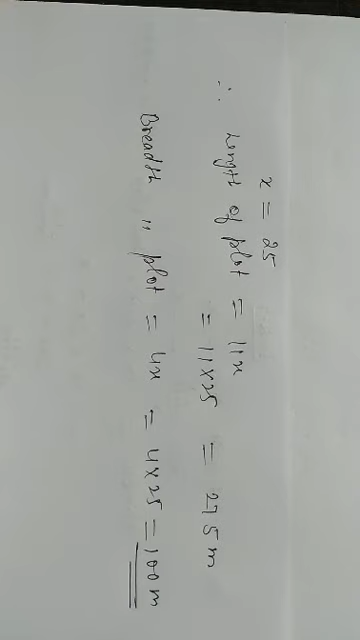 x = 25
∴ Length of plot = 11x
= 11×25 = 275 m
Breadth " plot = 4x = 4×25 = 100 m